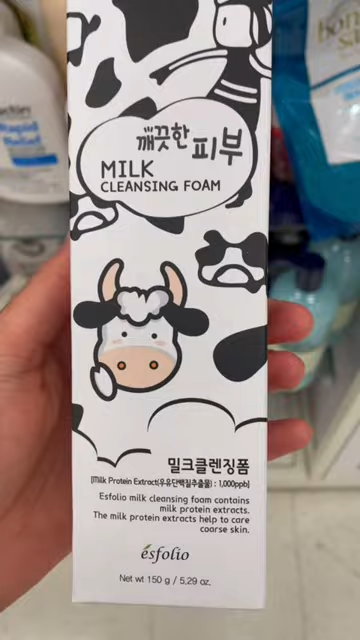 깨끗한 피부
MILK
CLEANSING FOAM
밀크클렌징폼
[Milk Protein Extract(우유단백질추출물) : 1,000ppb]
Esfolio milk cleansing foam contains
milk protein extracts.
The milk protein extracts help to care
coarse skin.
esfolio
Net wt 150 g / 5.29 oz.
Rapid
Relief